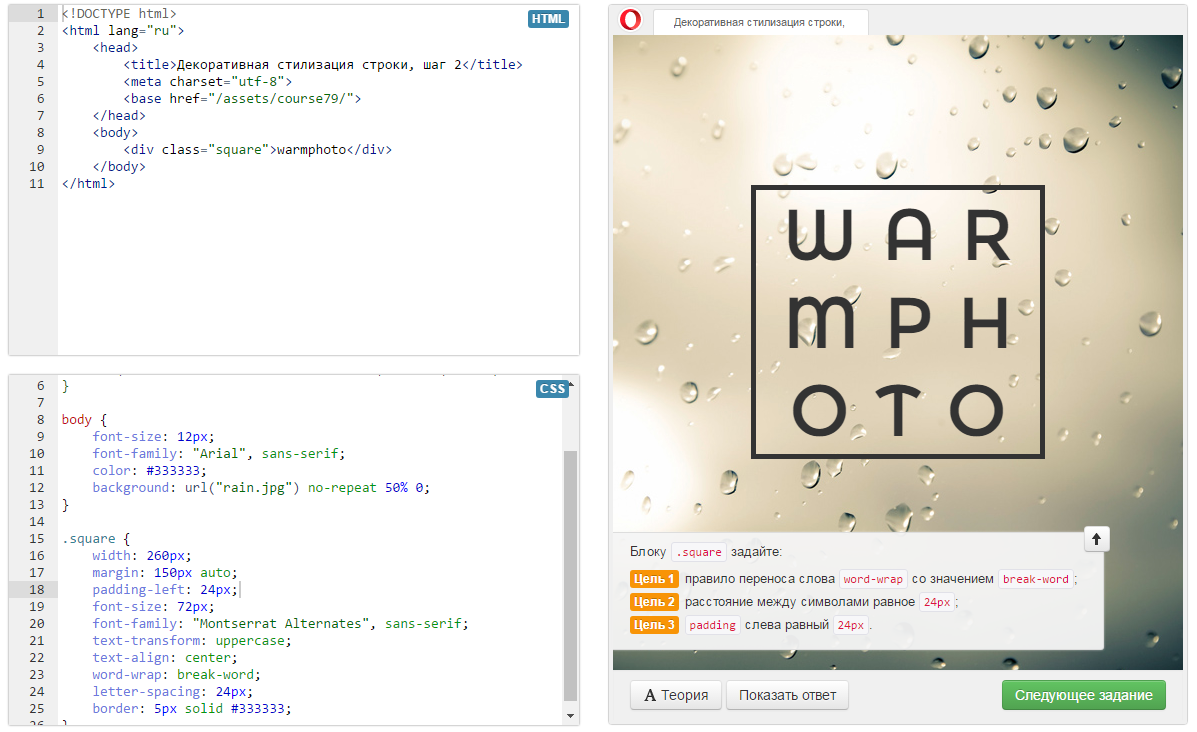 HTML
1 <!DOCTYPE html>
2 <html lang="ru">
3 <head>
4 <title>Декоративная стилизация строки, шаг 2</title>
5 <meta charset="utf-8">
6 <base href="/assets/course79/">
7 </head>
8 <body>
9 <div class="square">warmphoto</div>
10 </body>
11 </html>
CSS
6 }
7
8 body {
9 font-size: 12px;
10 font-family: "Arial", sans-serif;
11 color: #333333;
12 background: url("rain.jpg") no-repeat 50% 0;
13 }
14
15 .square {
16 width: 260px;
17 margin: 150px auto;
18 padding-left: 24px;
19 font-size: 72px;
20 font-family: "Montserrat Alternates", sans-serif;
21 text-transform: uppercase;
22 text-align: center;
23 word-wrap: break-word;
24 letter-spacing: 24px;
25 border: 5px solid #333333;
Декоративная стилизация строки,
WAR
MPH
OTO
Блоку .square задайте:
Цель 1 правило переноса слова word-wrap со значением break-word;
Цель 2 расстояние между символами равное 24px;
Цель 3 padding слева равный 24px.
A Теория
Показать ответ
Следующее задание